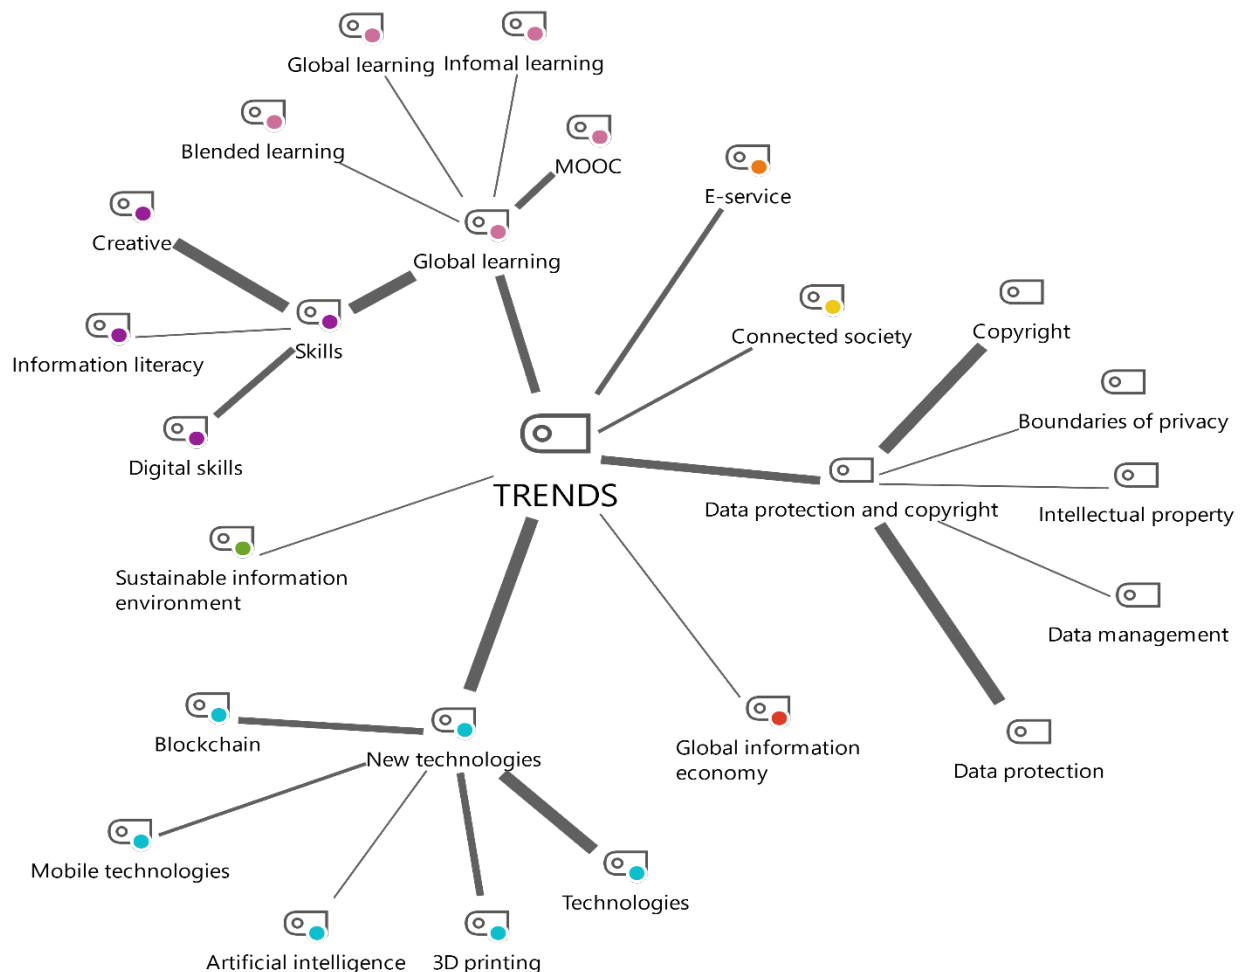 Global learning
Infomal learning
Blended learning
MOOC
E-service
Creative
Global learning
Copyright
Connected society
Skills
Information literacy
Boundaries of privacy
Digital skills
TRENDS
Data protection and copyright
Intellectual property
Sustainable information
environment
Data management
Blockchain
New technologies
Global information
economy
Data protection
Mobile technologies
Technologies
Artificial intelligence
3D printing